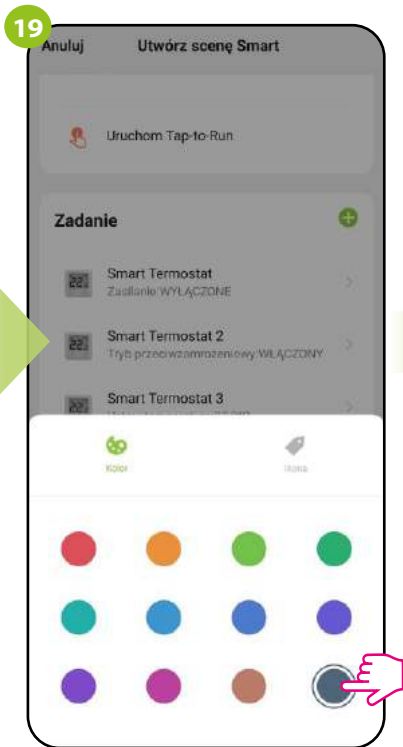 19
Anuluj Utwórz scenę Smart
Uruchom Tap-to-Run
Zadanie
Smart Termostat
Zasilanie:WYŁĄCZONE
Smart Termostat 2
Tryb przeciwzamrożeniowy:WŁĄCZONY
Smart Termostat 3
Kolor
Ikona